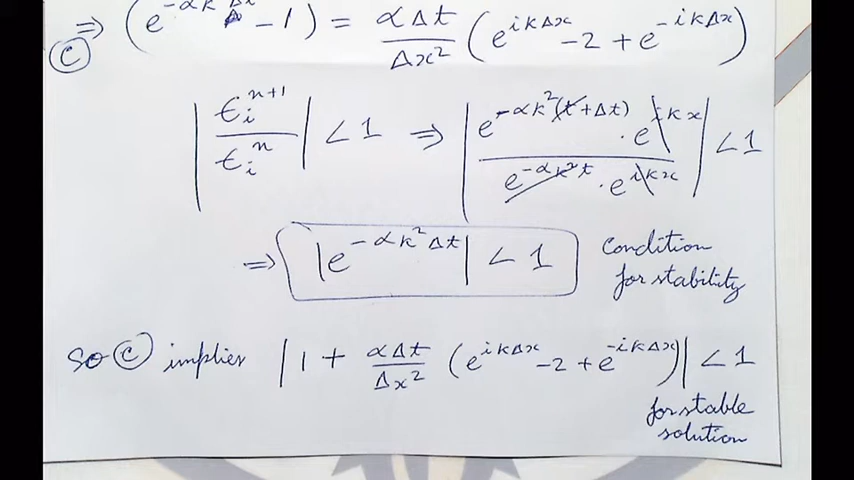 ⇒ (e^{-αk²Δt} - 1) = αΔt/Δx² (e^{ikΔx} - 2 + e^{-ikΔx})
ⓒ
|ϵ_i^{n+1} / ϵ_i^n| < 1 ⇒ |e^{-αk²(t+Δt)} · e^{ikx} / e^{-αk²t} · e^{ikx}| < 1
⇒ |e^{-αk²Δt}| < 1 condition
for stability
So ⓒ implies |1 + αΔt/Δx² (e^{ikΔx} - 2 + e^{-ikΔx})| < 1
for stable
solution